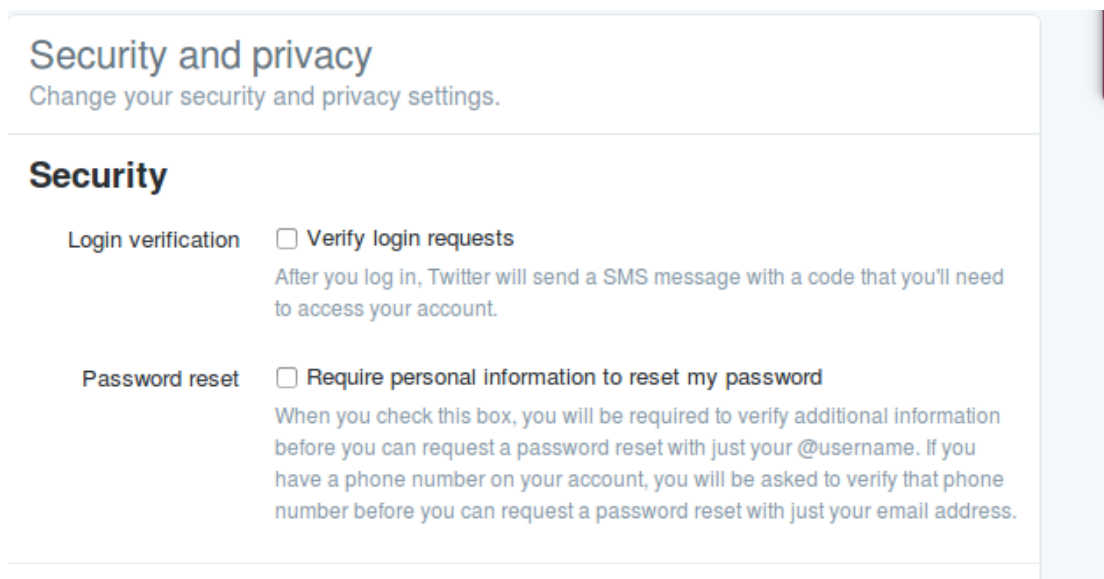 Security and privacy
Change your security and privacy settings.
Security
Login verification
Verify login requests
After you log in, Twitter will send a SMS message with a code that you'll need
to access your account.
Password reset
Require personal information to reset my password
When you check this box, you will be required to verify additional information
before you can request a password reset with just your @username. If you
have a phone number on your account, you will be asked to verify that phone
number before you can request a password reset with just your email address.